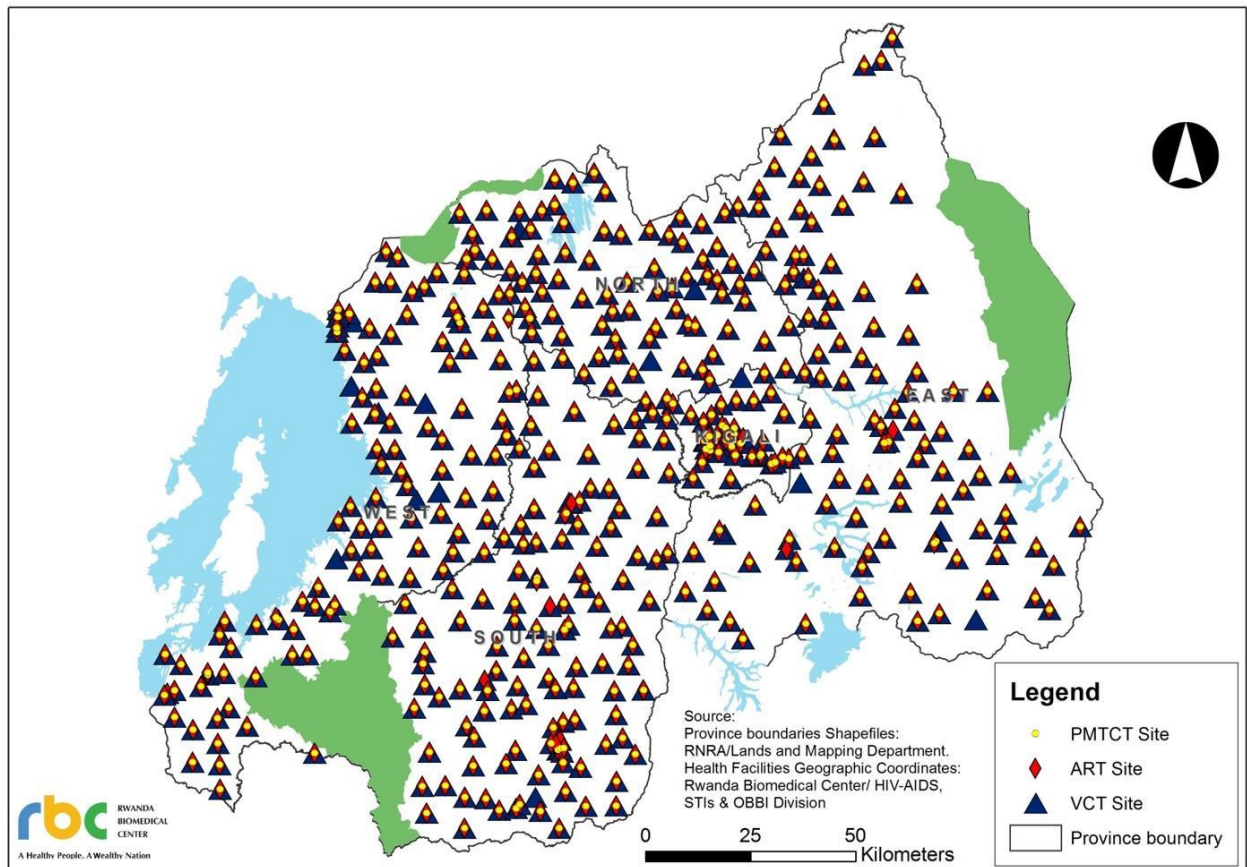 NORTH
EAST
KIGALI
WEST
SOUTH
Source:
Province boundaries Shapefiles:
RNRA/Lands and Mapping Department.
Health Facilities Geographic Coordinates:
Rwanda Biomedical Center/ HIV-AIDS,
STIs & OBBI Division
0 25 50
Kilometers
Legend
PMTCT Site
ART Site
VCT Site
Province boundary
rbc
RWANDA
BIOMEDICAL
CENTER
A Healthy People. A Wealthy Nation